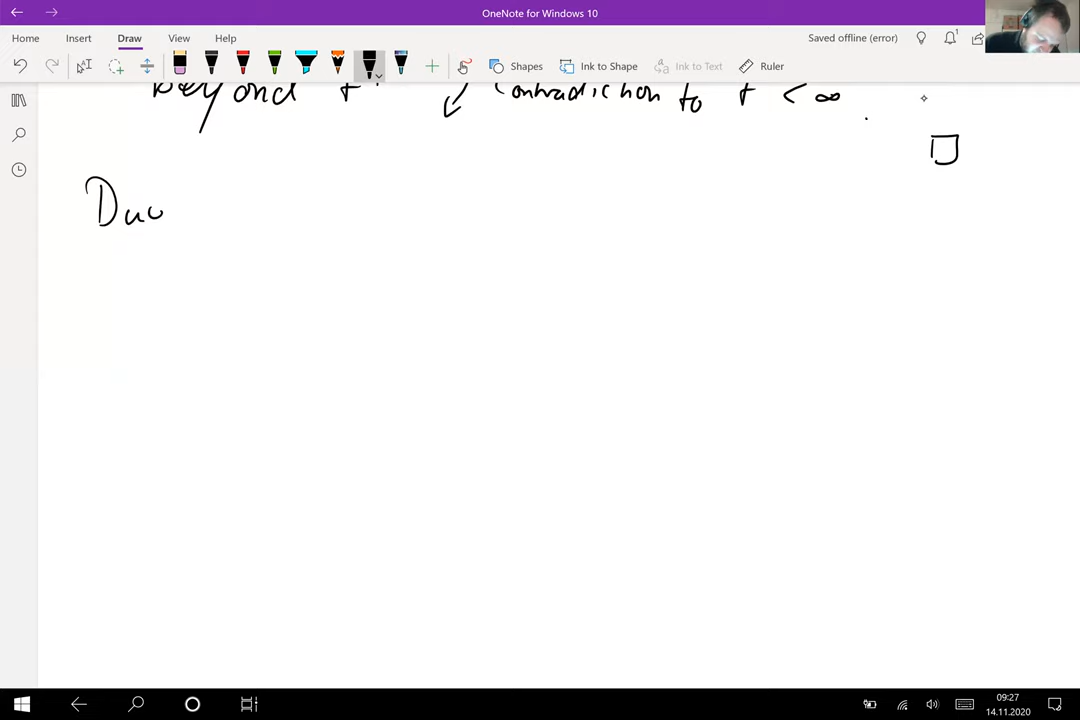 OneNote for Windows 10
Home Insert Draw View Help
Saved offline (error)
Shapes Ink to Shape Ink to Text Ruler
beyond t⁺. contradiction to t < ∞ .
□
Duc
09:27
14.11.2020